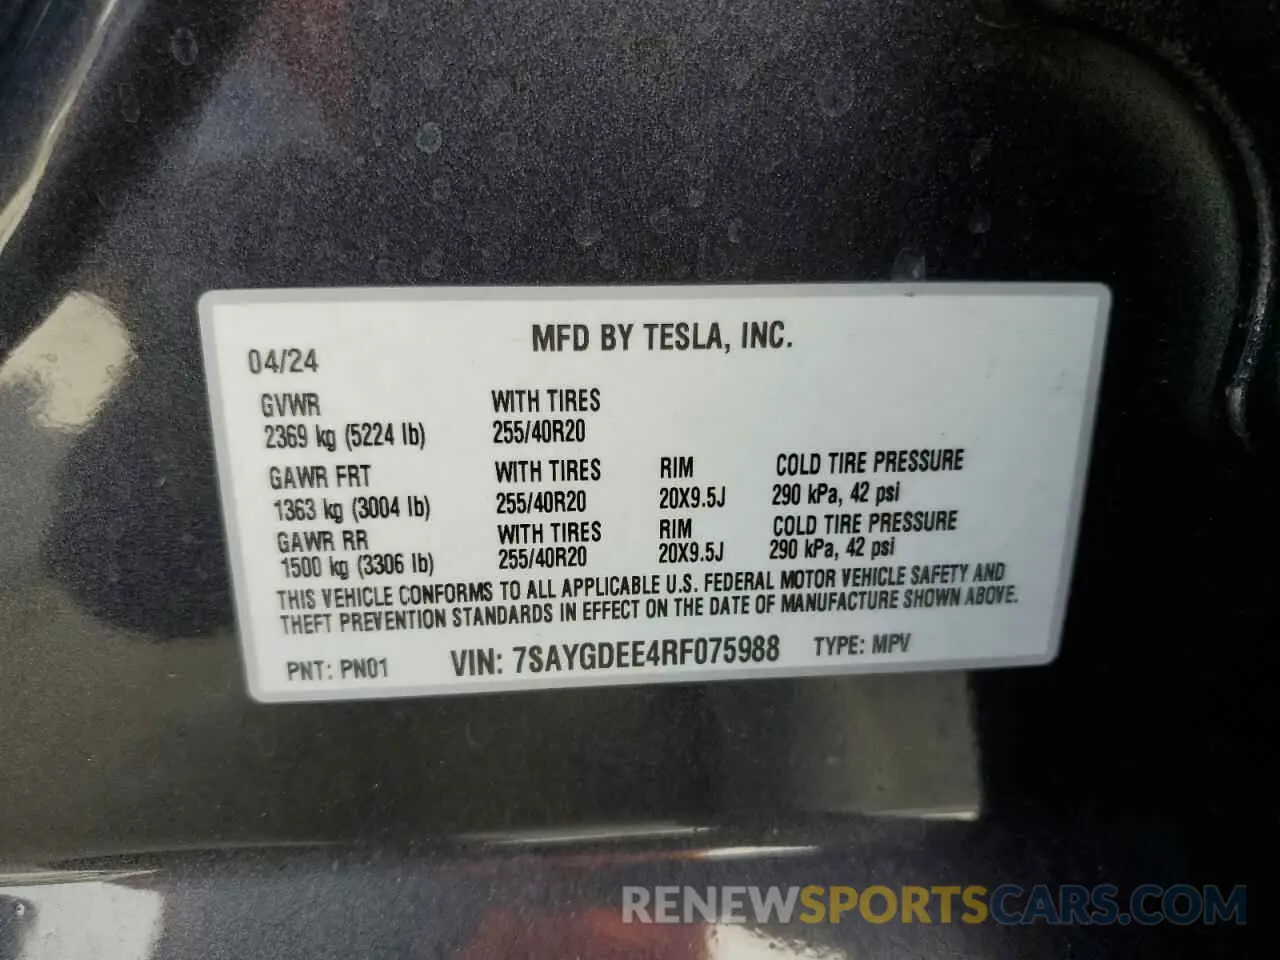 MFD BY TESLA, INC.
04/24
GVWR WITH TIRES
2369 kg (5224 lb) 255/40R20
GAWR FRT WITH TIRES RIM COLD TIRE PRESSURE
1363 kg (3004 lb) 255/40R20 20X9.5J 290 kPa, 42 psi
GAWR RR WITH TIRES RIM COLD TIRE PRESSURE
1500 kg (3306 lb) 255/40R20 20X9.5J 290 kPa, 42 psi
THIS VEHICLE CONFORMS TO ALL APPLICABLE U.S. FEDERAL MOTOR VEHICLE SAFETY AND
THEFT PREVENTION STANDARDS IN EFFECT ON THE DATE OF MANUFACTURE SHOWN ABOVE.
PNT: PN01 VIN: 7SAYGDEE4RF075988 TYPE: MPV
RENEWSPORTSCARS.COM